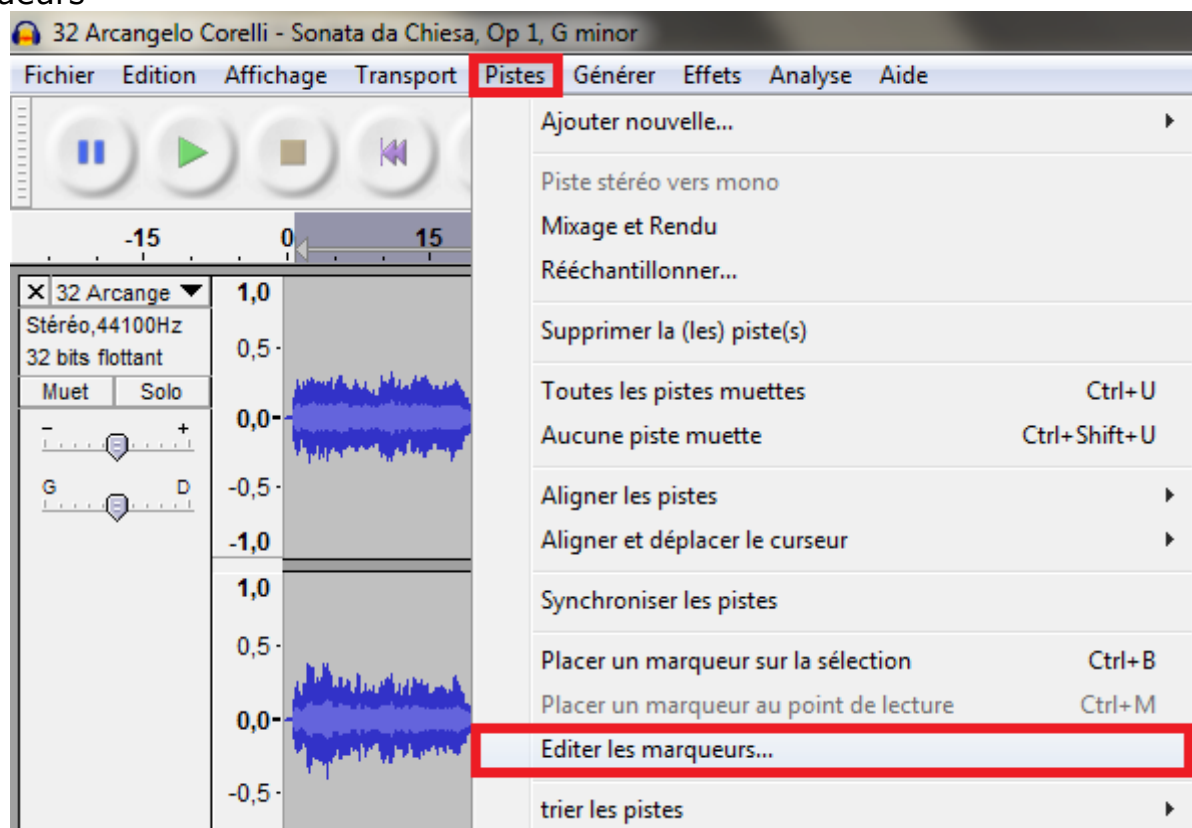 32 Arcangelo Corelli - Sonata da Chiesa, Op 1, G minor
Fichier Edition Affichage Transport Pistes Générer Effets Analyse Aide
-15 0 15
32 Arcange
Stéréo,44100Hz
32 bits flottant
Muet Solo
- +
G D
1,0
0,5
0,0
-0,5
-1,0
1,0
0,5
0,0
-0,5
Ajouter nouvelle...
Piste stéréo vers mono
Mixage et Rendu
Rééchantillonner...
Supprimer la (les) piste(s)
Toutes les pistes muettes Ctrl+U
Aucune piste muette Ctrl+Shift+U
Aligner les pistes
Aligner et déplacer le curseur
Synchroniser les pistes
Placer un marqueur sur la sélection Ctrl+B
Placer un marqueur au point de lecture Ctrl+M
Editer les marqueurs...
trier les pistes